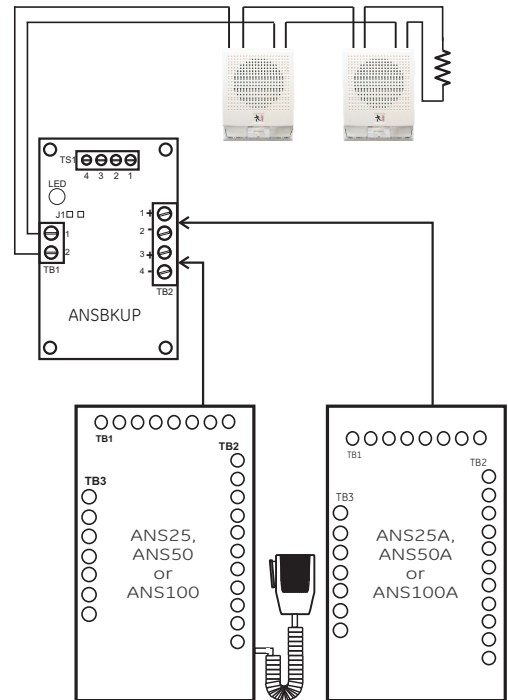 TS1
4 3 2 1
LED
J1
1
2
TB1
1 +
2 -
3 +
4 -
TB2
ANSBKUP
TB1
TB2
TB3
ANS25,
ANS50
or
ANS100
TB1
TB2
TB3
ANS25A,
ANS50A
or
ANS100A